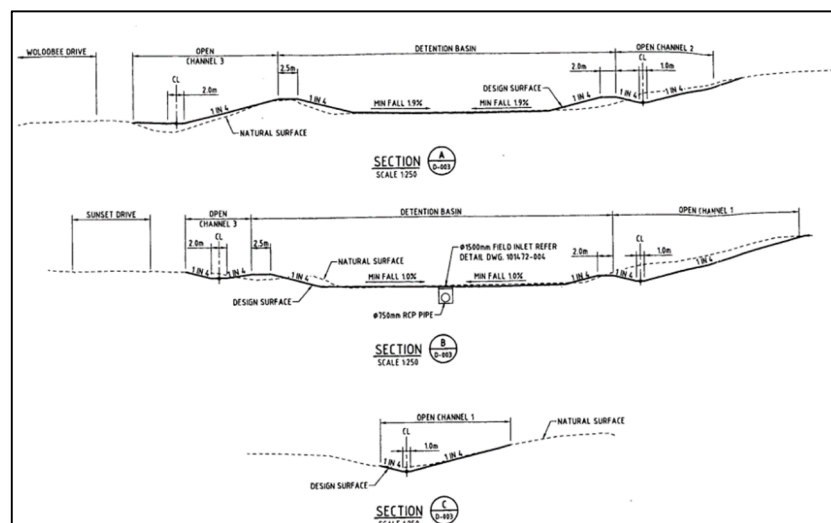 WOLOOBEE DRIVE
OPEN
CHANNEL 3
DETENTION BASIN
OPEN CHANNEL 2
CL
2.0m
2.5m
2.0m
CL
1.0m
1 IN 4
1 IN 4
MIN FALL 1.9%
MIN FALL 1.9%
DESIGN SURFACE
1 IN 4
1 IN 4
1 IN 4
NATURAL SURFACE
SECTION A
SCALE 1:250 D-003
SUNSET DRIVE
OPEN
CHANNEL 3
DETENTION BASIN
OPEN CHANNEL 1
CL
2.0m
2.5m
Ø1500mm FIELD INLET REFER
DETAIL DWG. 101472-004
2.0m
CL
1.0m
NATURAL SURFACE
1 IN 4
1 IN 4
1 IN 4
MIN FALL 1.0%
MIN FALL 1.0%
1 IN 4
1 IN 4
1 IN 4
DESIGN SURFACE
Ø750mm RCP PIPE
SECTION B
SCALE 1:250 D-003
OPEN CHANNEL 1
CL
1.0m
NATURAL SURFACE
1 IN 4
1 IN 4
DESIGN SURFACE
SECTION C
SCALE 1:250 D-003